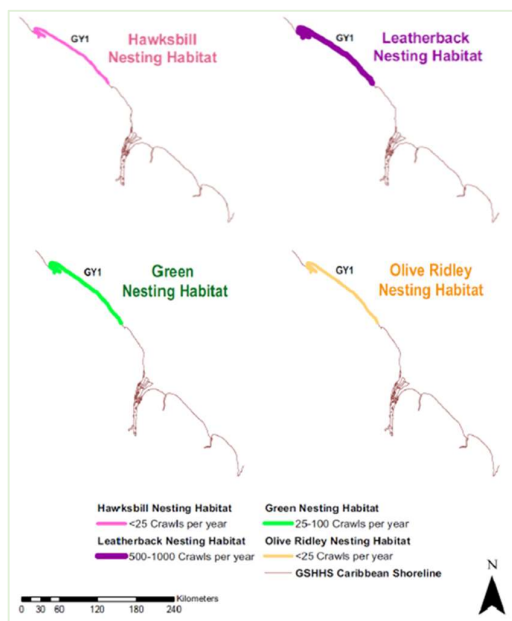 GY1
Hawksbill
Nesting Habitat
GY1
Leatherback
Nesting Habitat
GY1
Green
Nesting Habitat
GY1
Olive Ridley
Nesting Habitat
Hawksbill Nesting Habitat
<25 Crawls per year
Leatherback Nesting Habitat
500-1000 Crawls per year
Green Nesting Habitat
25-100 Crawls per year
Olive Ridley Nesting Habitat
<25 Crawls per year
GSHHS Caribbean Shoreline
Kilometers
0 15 30 60 120 180 240
N